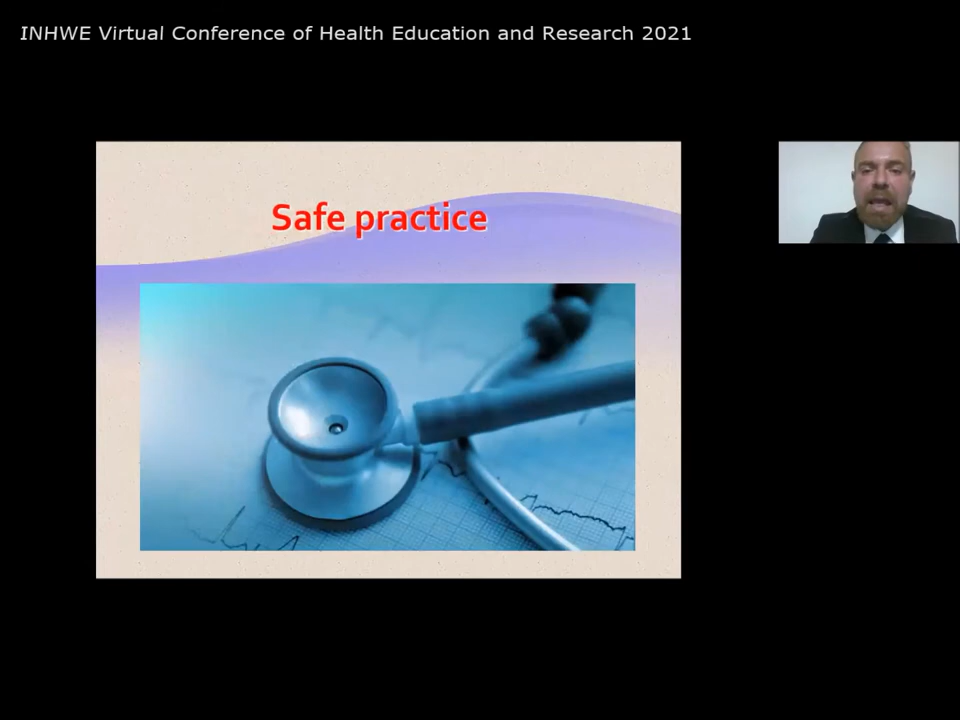 INHWE Virtual Conference of Health Education and Research 2021
Safe practice